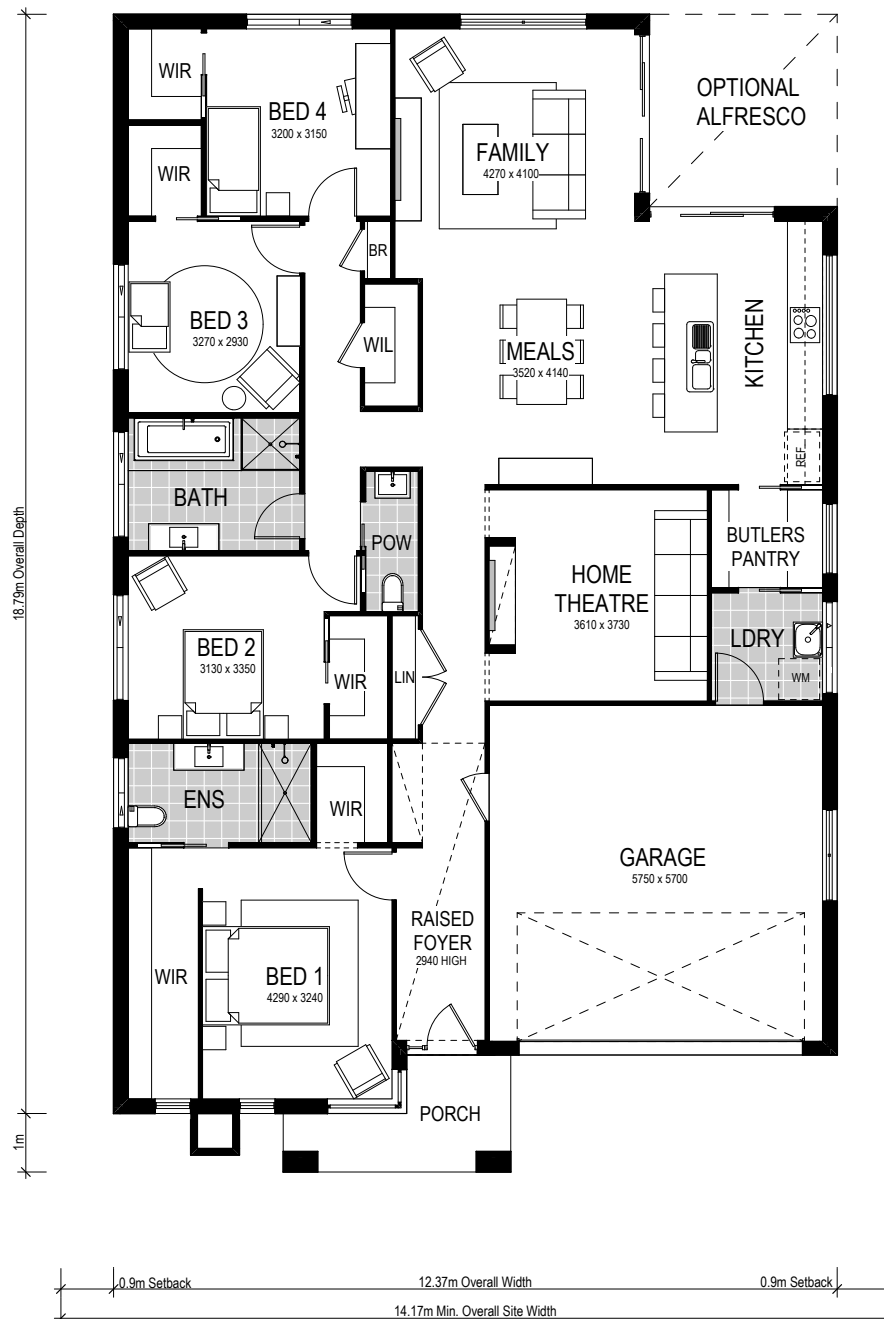 WIR
BED 4
3200 x 3150
WIR
FAMILY
4270 x 4100
OPTIONAL
ALFRESCO
BR
BED 3
3270 x 2930
WIL
MEALS
3520 x 4140
KITCHEN
REF
BATH
POW
BUTLERS
PANTRY
HOME
THEATRE
3610 x 3730
BED 2
3130 x 3350
WIR
LIN
LDRY
WM
ENS
WIR
GARAGE
5750 x 5700
RAISED
FOYER
2940 HIGH
WIR
BED 1
4290 x 3240
PORCH
18.79m Overall Depth
1m
0.9m Setback
12.37m Overall Width
0.9m Setback
14.17m Min. Overall Site Width